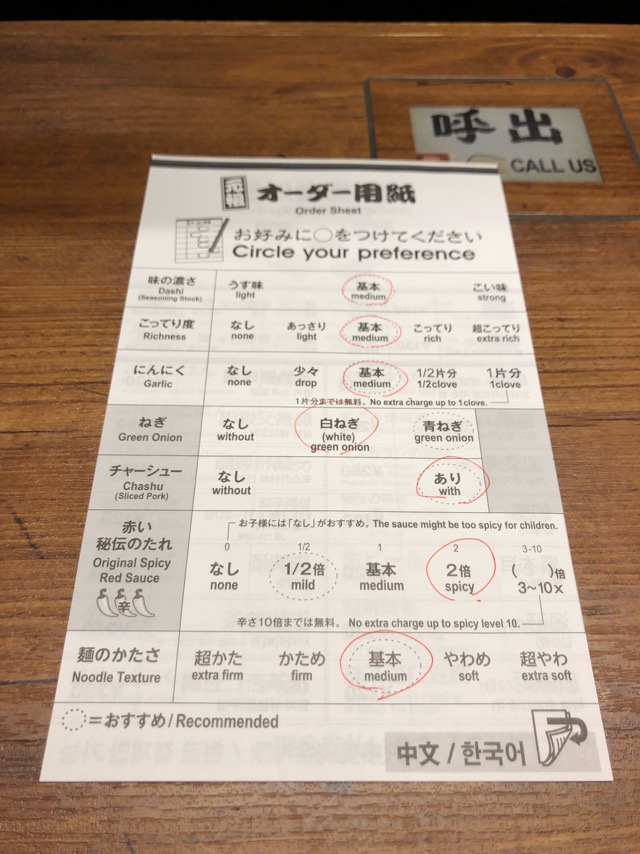 呼出
CALL US
元祖
オーダー用紙
Order Sheet
お好みに○をつけてください
Circle your preference
味の濃さ うす味 基本 こい味
Dashi light medium strong
(Seasoning Stock)
こってり度 なし あっさり 基本 こってり 超こってり
Richness none light medium rich extra rich
にんにく なし 少々 基本 1/2片分 1片分
Garlic none drop medium 1/2clove 1clove
1片分まで無料。No extra charge up to 1clove.
ねぎ なし 白ねぎ 青ねぎ
Green Onion without (white) green onion
green onion
チャーシュー なし あり
Chashu without with
(Sliced Pork)
赤い
秘伝のたれ
Original Spicy
Red Sauce
辛
お子様には「なし」がおすすめ。The sauce might be too spicy for children.
0 1/2 1 2 3-10
なし 1/2倍 基本 2倍 ( )倍
none mild medium spicy 3~10x
辛さ10倍までは無料。No extra charge up to spicy level 10.
麺のかたさ 超かた かため 基本 やわめ 超やわ
Noodle Texture extra firm firm medium soft extra soft
=おすすめ/Recommended
中文/한국어